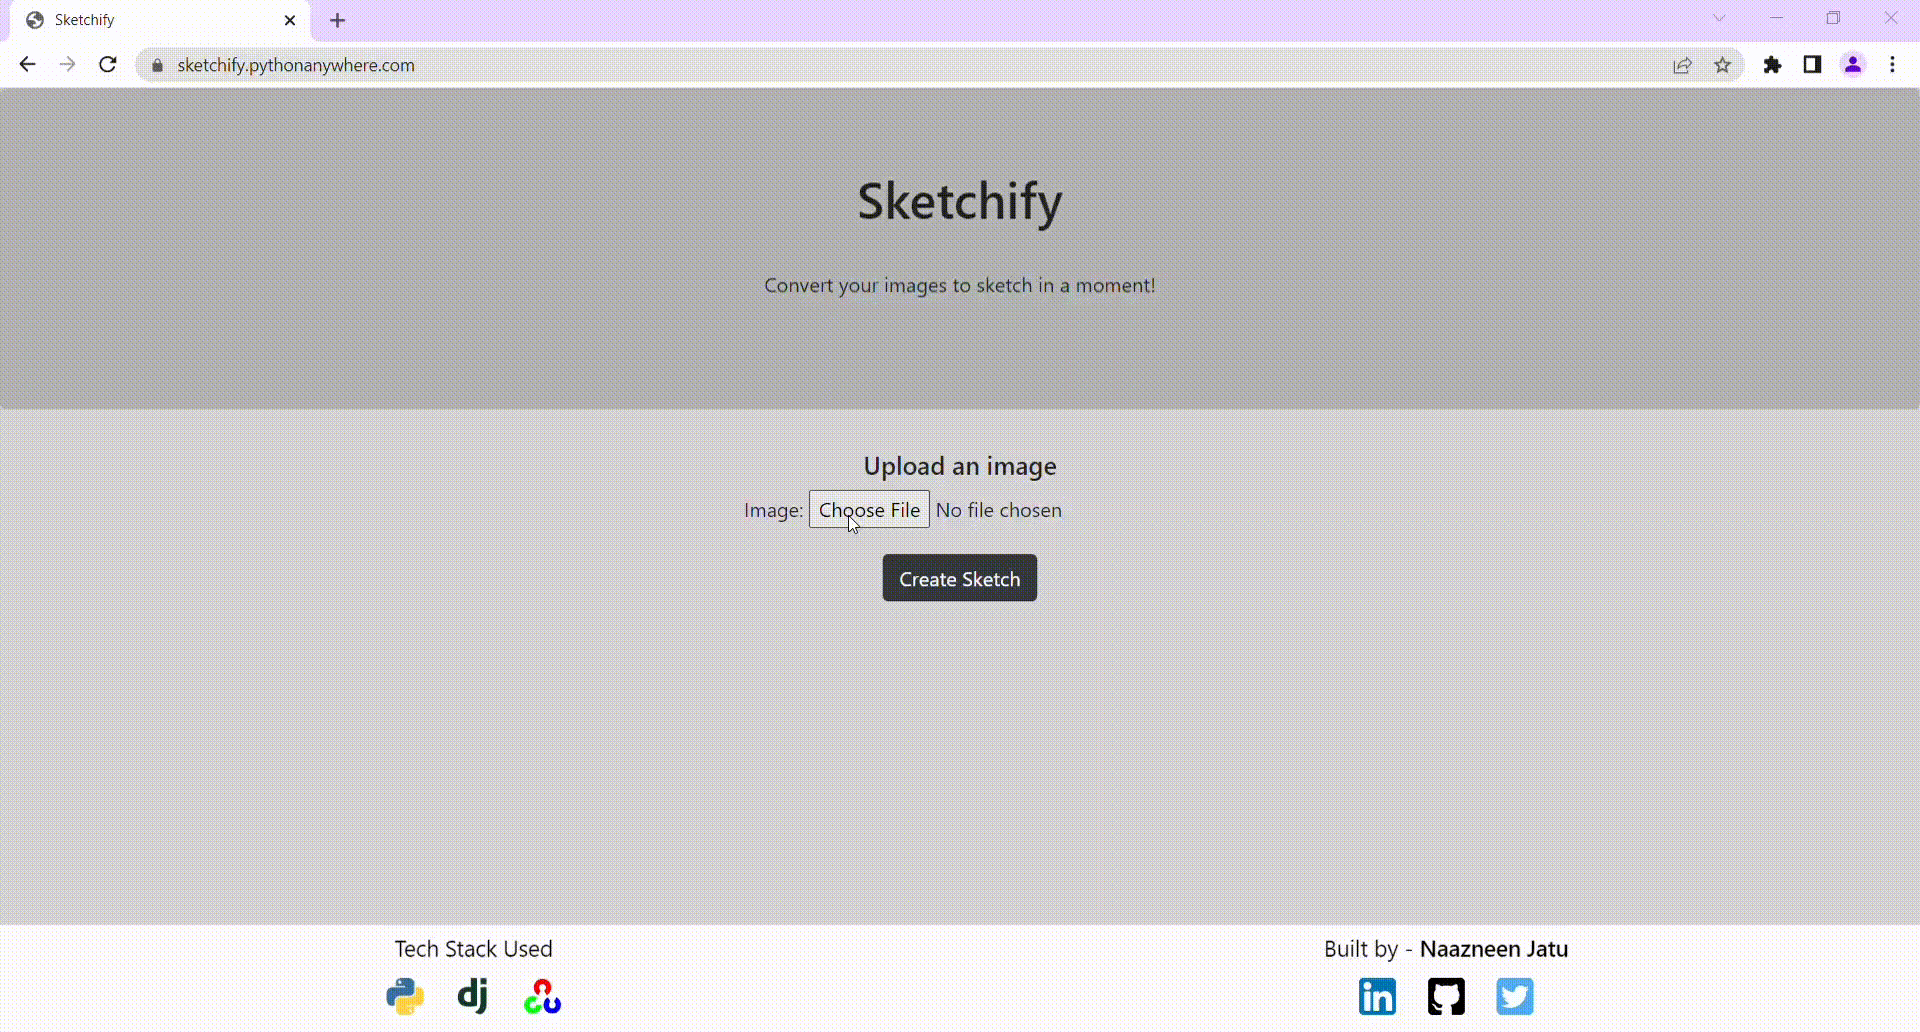 Sketchify
sketchify.pythonanywhere.com
Sketchify
Convert your images to sketch in a moment!
Upload an image
Image: Choose File No file chosen
Create Sketch
Tech Stack Used
Built by - Naazneen Jatu
dj
in